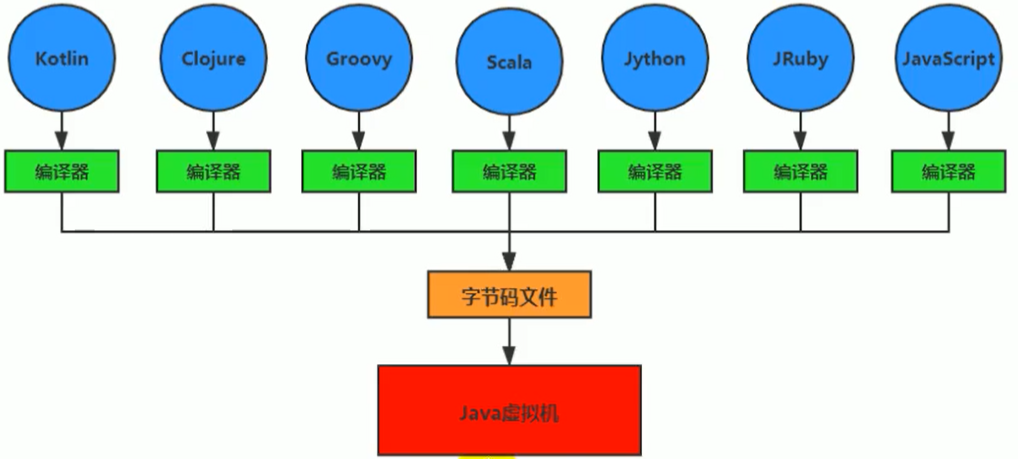 Kotlin
Clojure
Groovy
Scala
Jython
JRuby
JavaScript
编译器
编译器
编译器
编译器
编译器
编译器
编译器
字节码文件
Java虚拟机